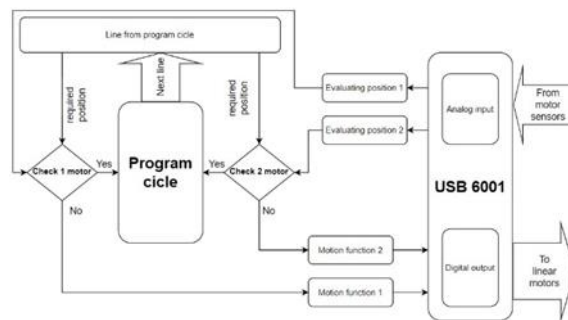 Line from program cicle
required
position
Next line
required
position
Evaluating position 1
Evaluating position 2
Analog input
From
motor
sensors
Check 1 motor
Yes
Program
cicle
Yes
Check 2 motor
USB 6001
No
No
Motion function 2
Motion function 1
Digital output
To
linear
motors